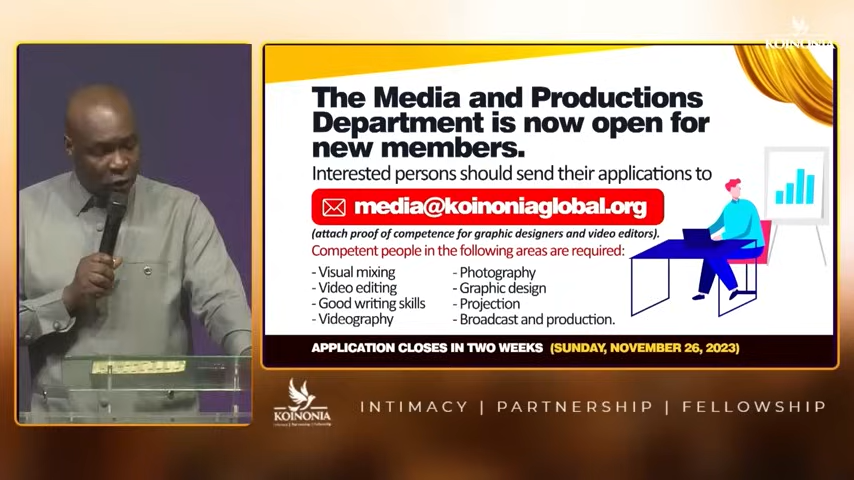 KOINONIA
The Media and Productions
Department is now open for
new members.
Interested persons should send their applications to
media@koinoniaglobal.org
(attach proof of competence for graphic designers and video editors).
Competent people in the following areas are required:
- Visual mixing
- Video editing
- Good writing skills
- Videography
- Photography
- Graphic design
- Projection
- Broadcast and production.
APPLICATION CLOSES IN TWO WEEKS (SUNDAY, NOVEMBER 26, 2023)
KOINONIA
Intimacy | Partnership | Fellowship
INTIMACY | PARTNERSHIP | FELLOWSHIP